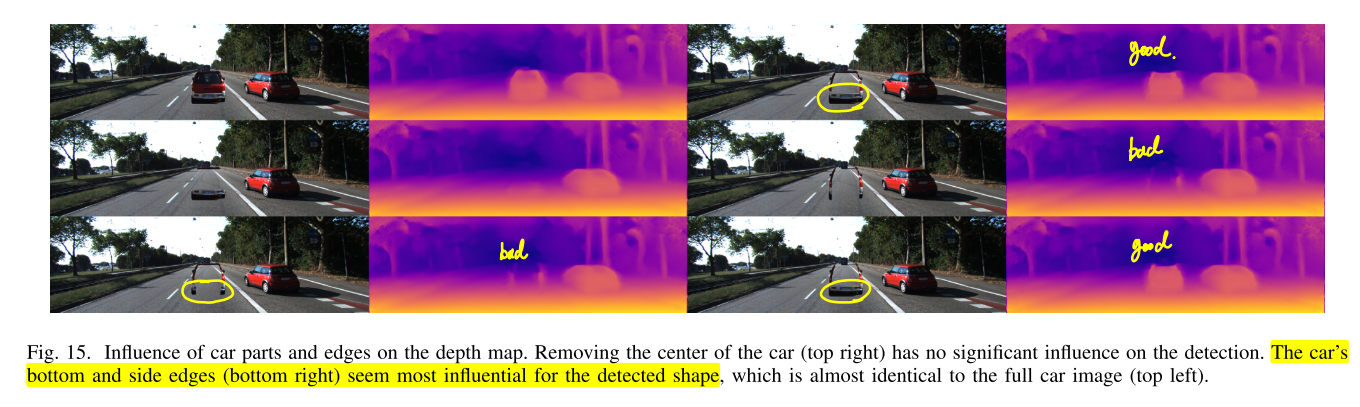 good.
bad
bad
good
Fig. 15. Influence of car parts and edges on the depth map. Removing the center of the car (top right) has no significant influence on the detection. The car's
bottom and side edges (bottom right) seem most influential for the detected shape, which is almost identical to the full car image (top left).